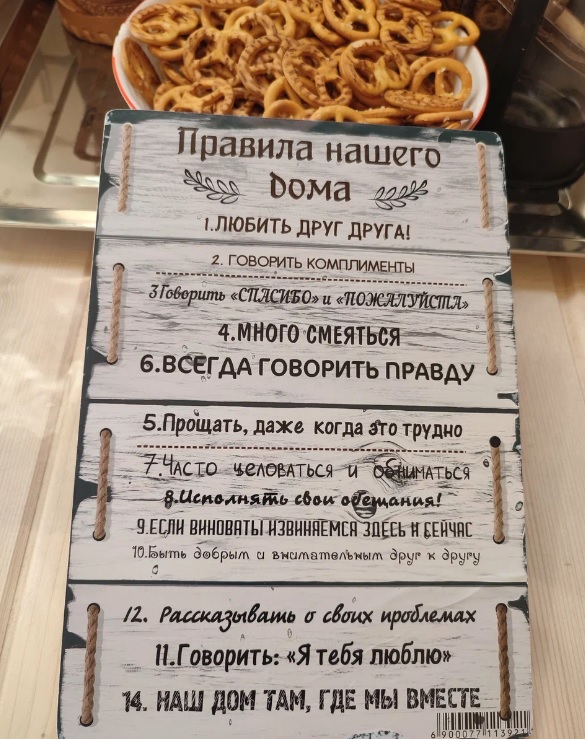 Правила нашего
дома
1.ЛЮБИТЬ ДРУГ ДРУГА!
2. ГОВОРИТЬ КОМПЛИМЕНТЫ
3 Говорить «СПАСИБО» и «ПОЖАЛУЙСТА»
4.МНОГО СМЕЯТЬСЯ
6.ВСЕГДА ГОВОРИТЬ ПРАВДУ
5.Прощать, даже когда это трудно
7.Часто целоваться и обниматься
8.Исполнять свои обещания!
9.ЕСЛИ ВИНОВАТЫ ИЗВИНЯЕМСЯ ЗДЕСЬ И СЕЙЧАС
10.Быть добрым и внимательным друг к другу
12. Рассказывать о своих проблемах
11.Говорить: «Я тебя люблю»
14. НАШ ДОМ ТАМ, ГДЕ МЫ ВМЕСТЕ